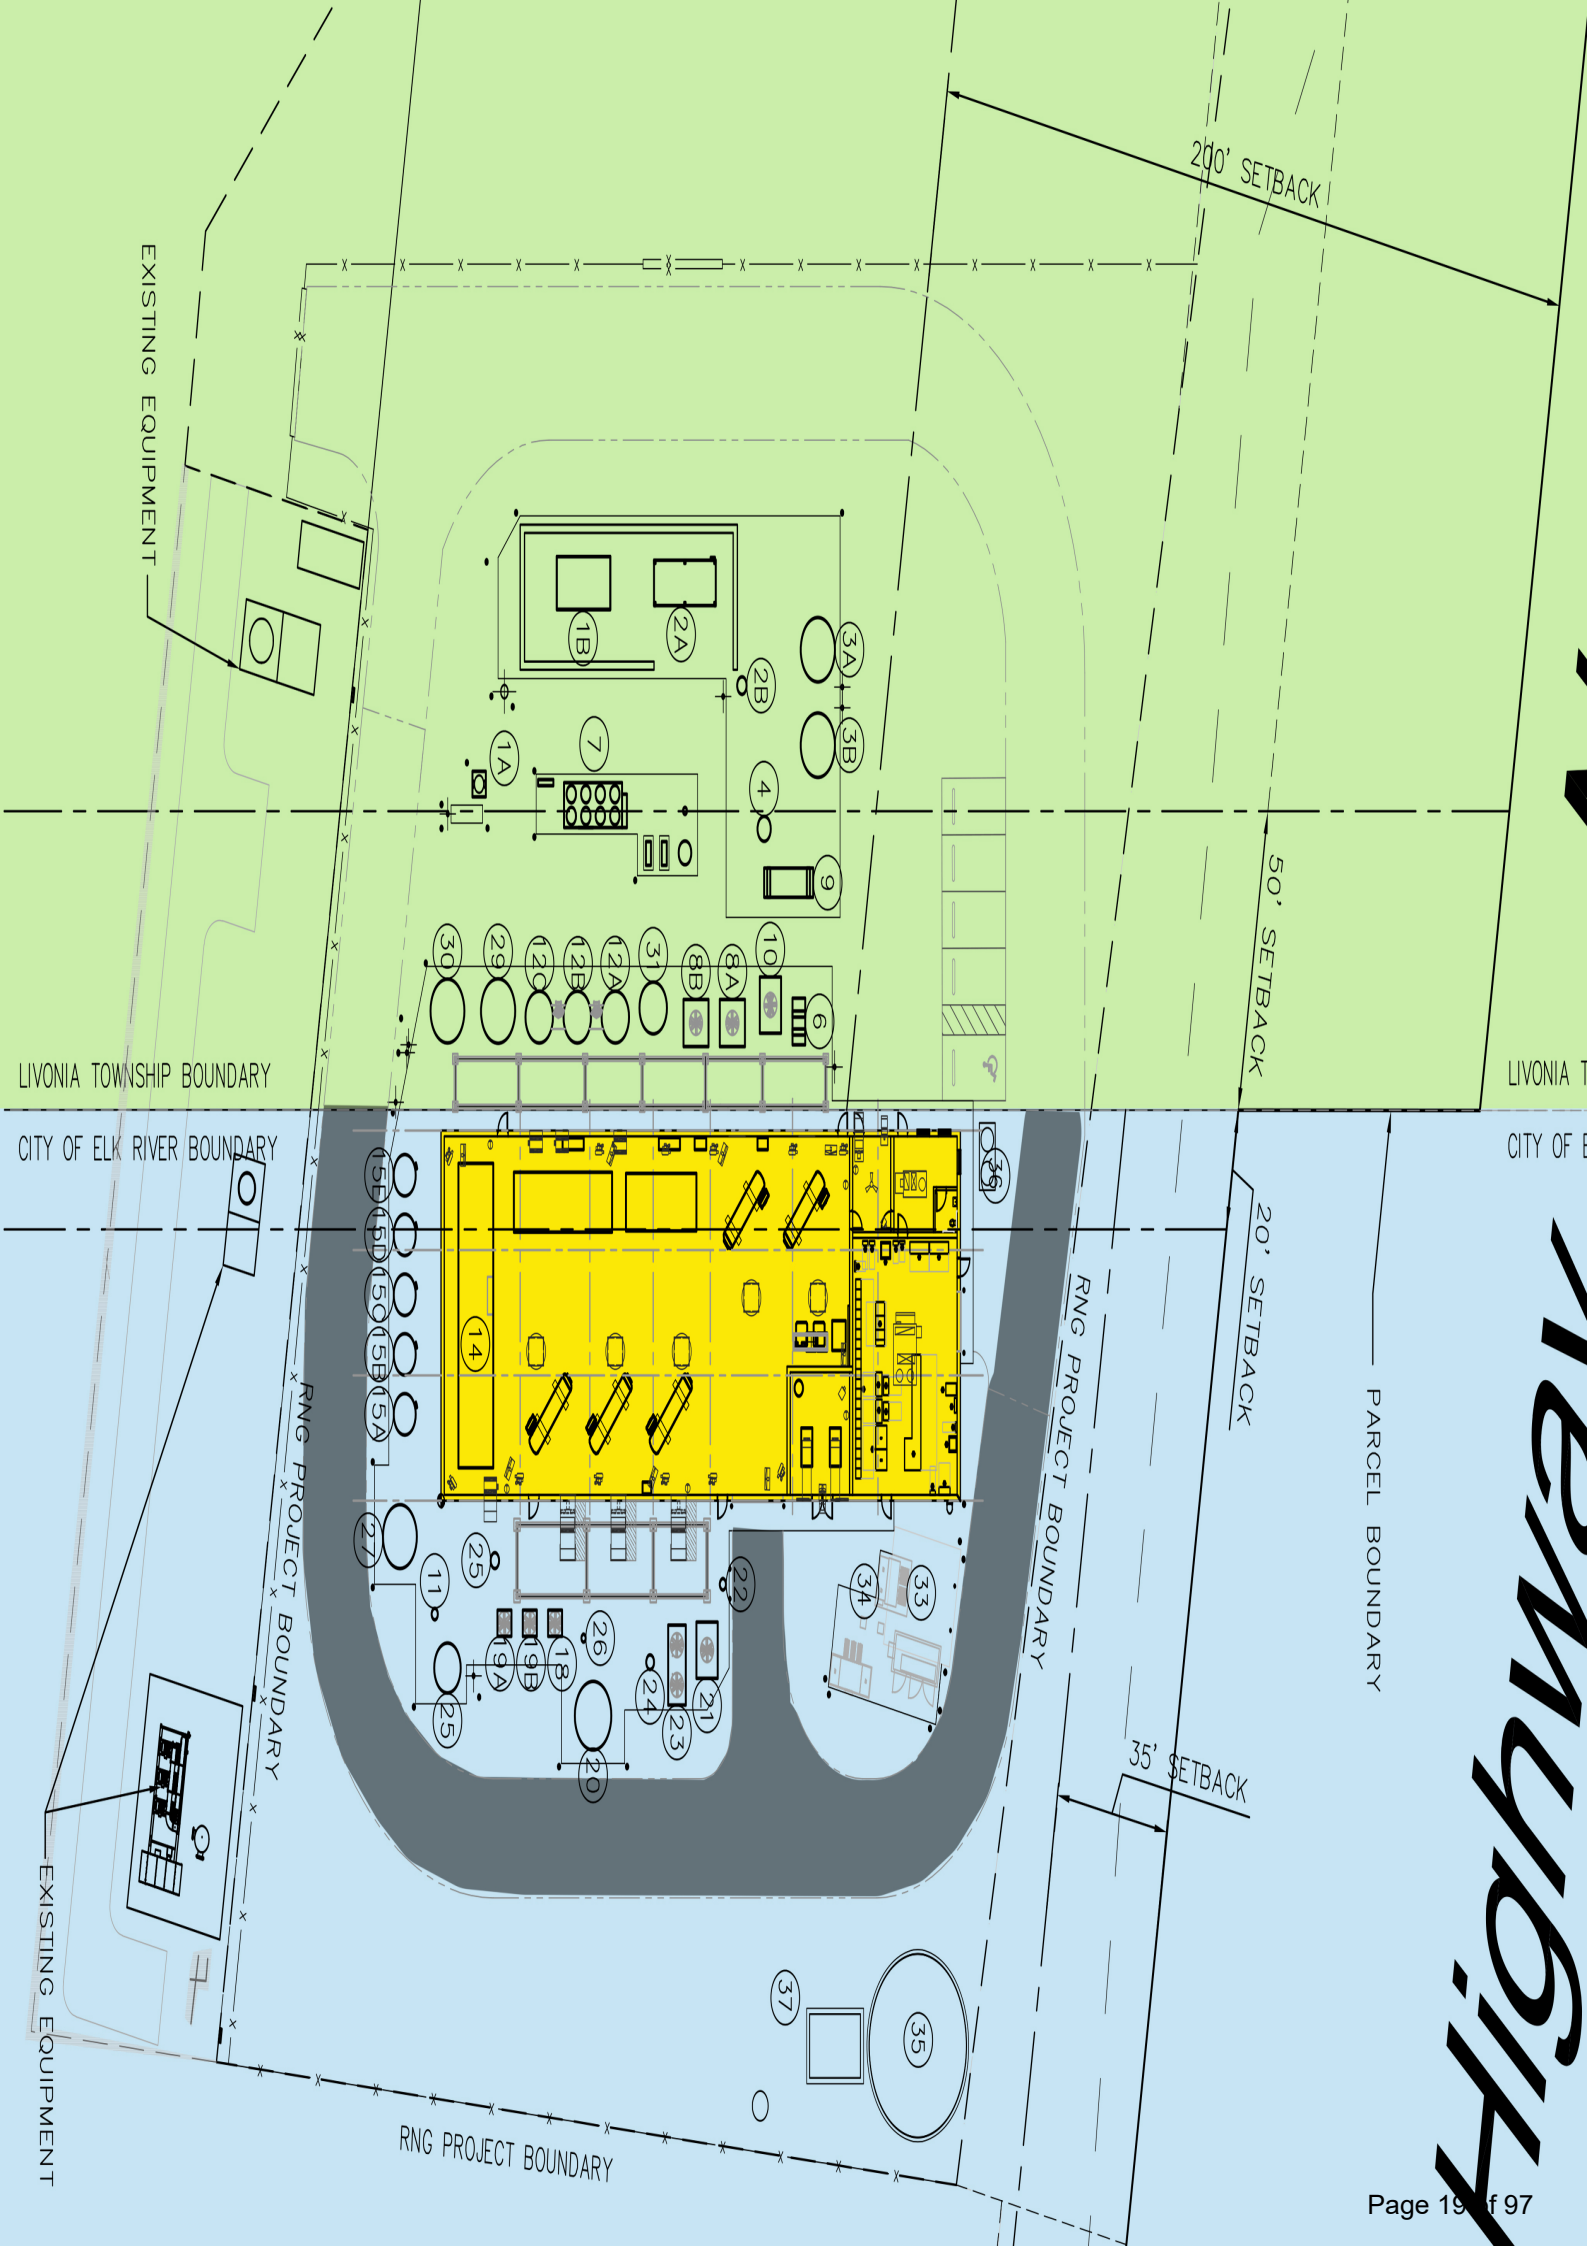 200' SETBACK
EXISTING EQUIPMENT
1B
2A
3A
2B
3B
7
1A
4
9
50' SETBACK
30
29
12C
12B
12A
31
8B
8A
10
6
LIVONIA TOWNSHIP BOUNDARY
LIVONIA T
CITY OF ELK RIVER BOUNDARY
CITY OF E
36
15E
15D
15C
15B
15A
14
20' SETBACK
RNG PROJECT BOUNDARY
RNG PROJECT BOUNDARY
PARCEL BOUNDARY
27
25
11
22
34
33
19A
19B
18
26
24
21
25
23
20
35' SETBACK
EXISTING EQUIPMENT
37
35
RNG PROJECT BOUNDARY
Highway
Page 19 of 97